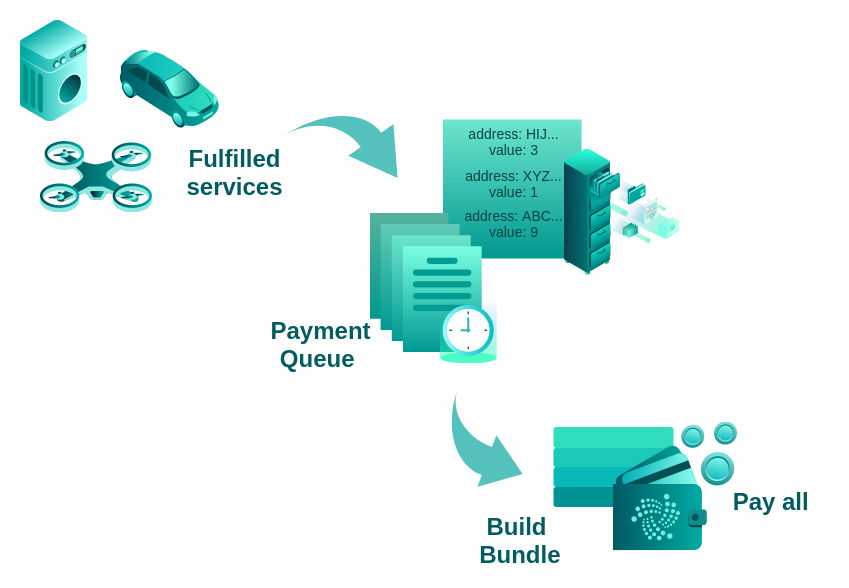 Fulfilled
services
address: HIJ...
value: 3
address: XYZ...
value: 1
address: ABC...
value: 9
Payment
Queue
Build
Bundle
Pay all